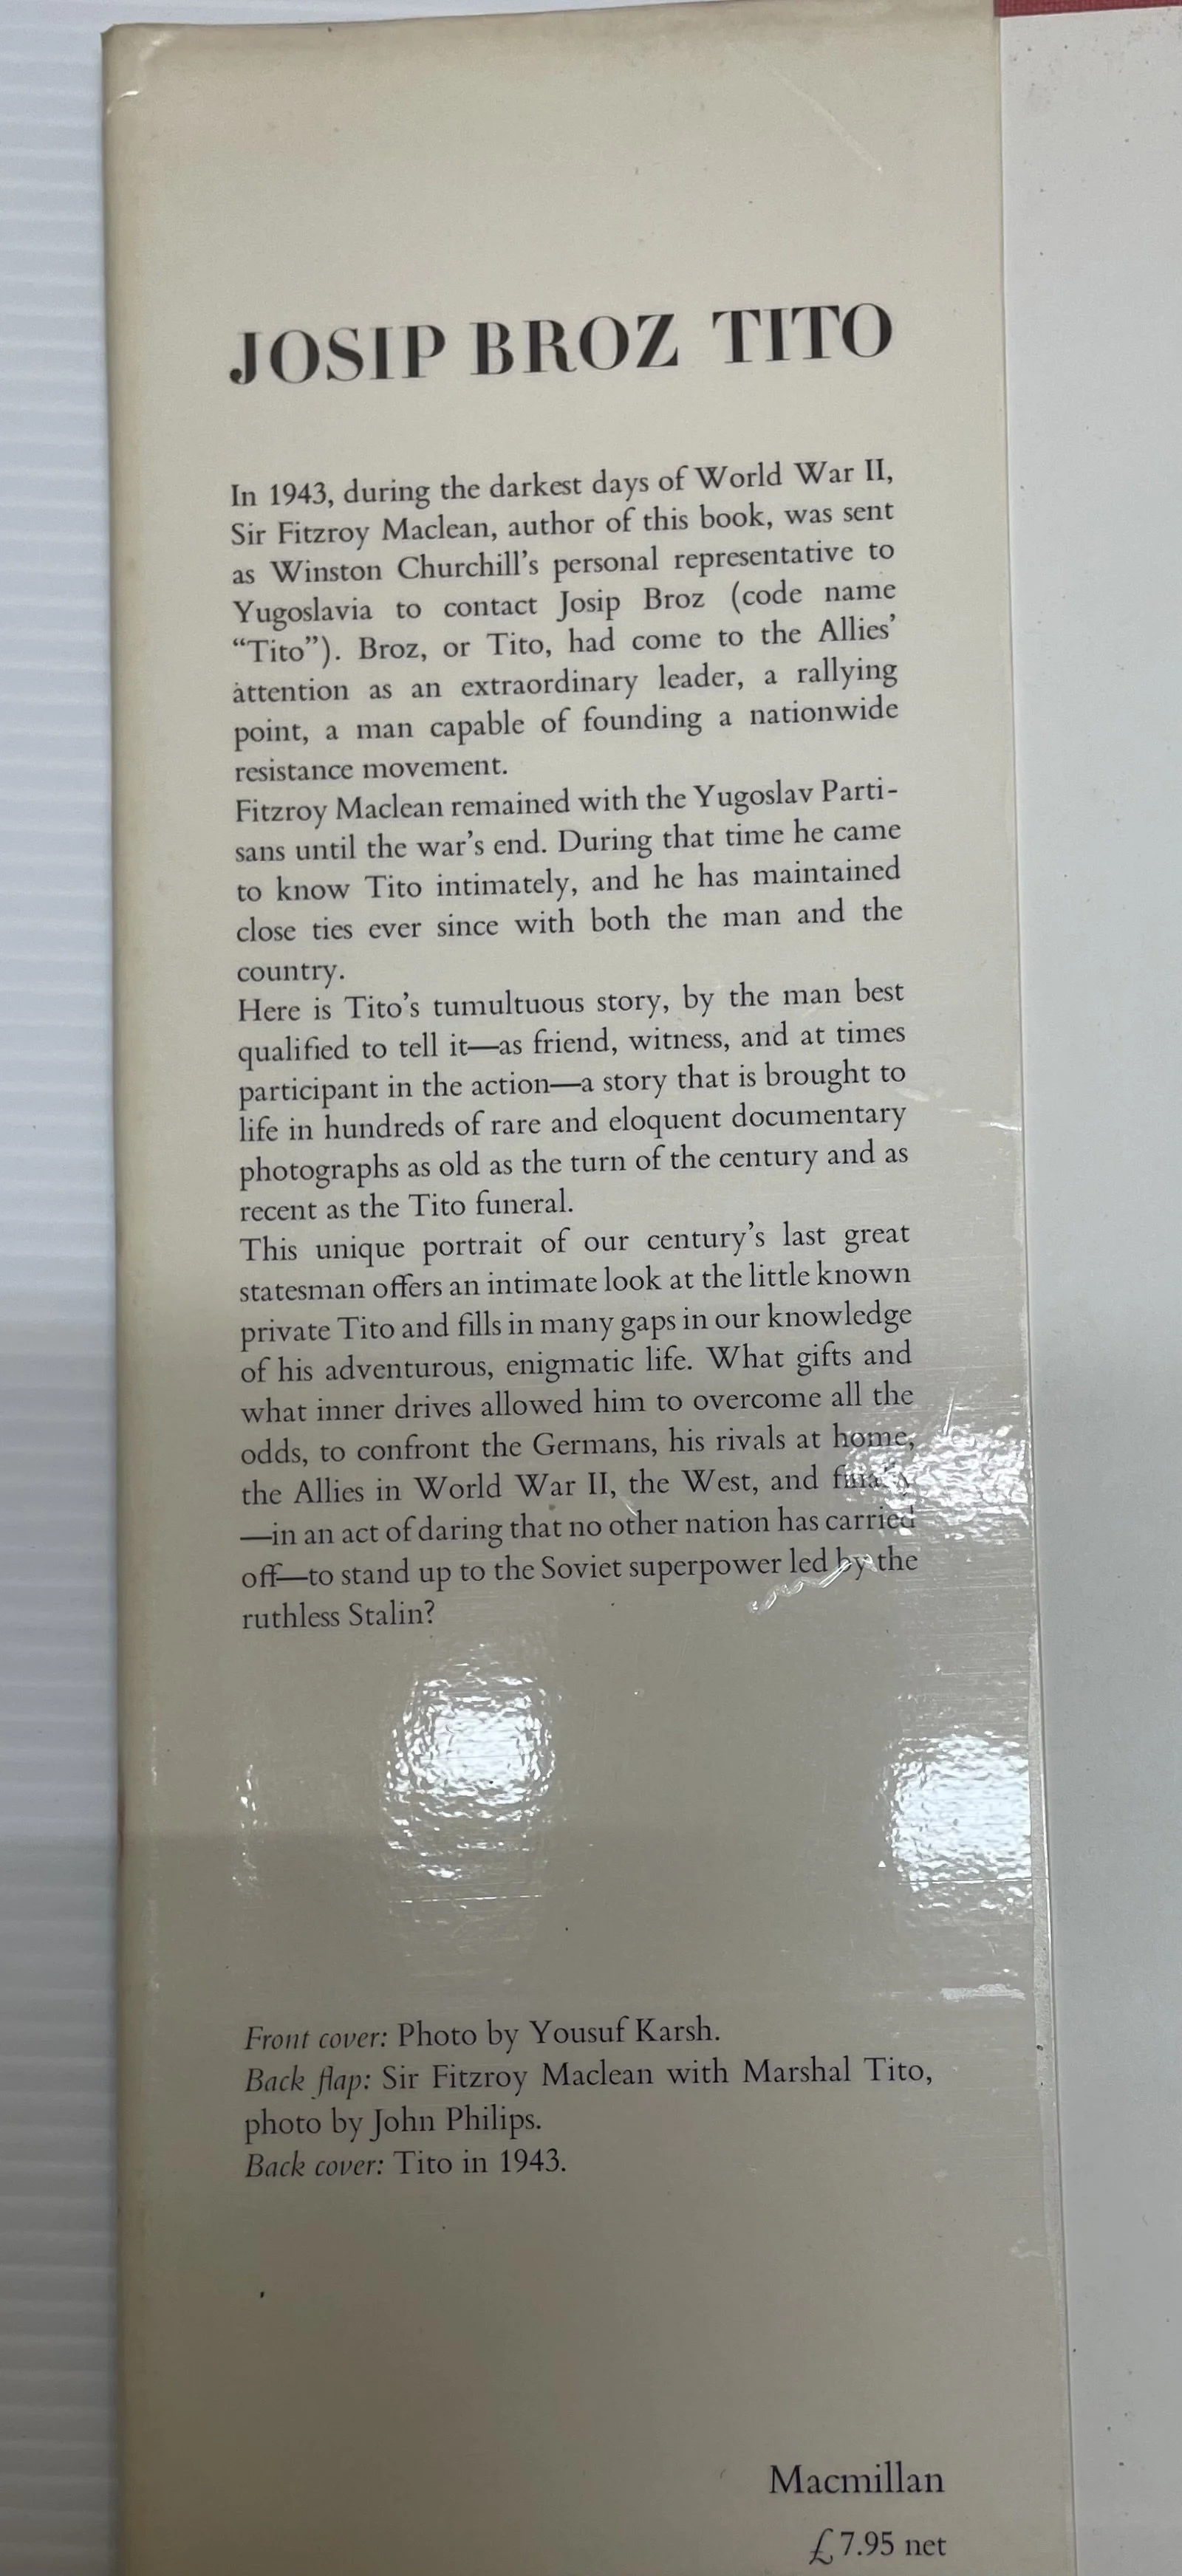 JOSIP BROZ TITO
In 1943, during the darkest days of World War II,
Sir Fitzroy Maclean, author of this book, was sent
as Winston Churchill's personal representative to
Yugoslavia to contact Josip Broz (code name
“Tito”). Broz, or Tito, had come to the Allies’
attention as an extraordinary leader, a rallying
point, a man capable of founding a nationwide
resistance movement.
Fitzroy Maclean remained with the Yugoslav Parti-
sans until the war’s end. During that time he came
to know Tito intimately, and he has maintained
close ties ever since with both the man and the
country.
Here is Tito’s tumultuous story, by the man best
qualified to tell it—as friend, witness, and at times
participant in the action—a story that is brought to
life in hundreds of rare and eloquent documentary
photographs as old as the turn of the century and as
recent as the Tito funeral.
This unique portrait of our century’s last great
statesman offers an intimate look at the little known
private Tito and fills in many gaps in our knowledge
of his adventurous, enigmatic life. What gifts and
what inner drives allowed him to overcome all the
odds, to confront the Germans, his rivals at home,
the Allies in World War II, the West, and finally
—in an act of daring that no other nation has carried
off—to stand up to the Soviet superpower led by the
ruthless Stalin?
Front cover: Photo by Yousuf Karsh.
Back flap: Sir Fitzroy Maclean with Marshal Tito,
photo by John Philips.
Back cover: Tito in 1943.
Macmillan
£7.95 net